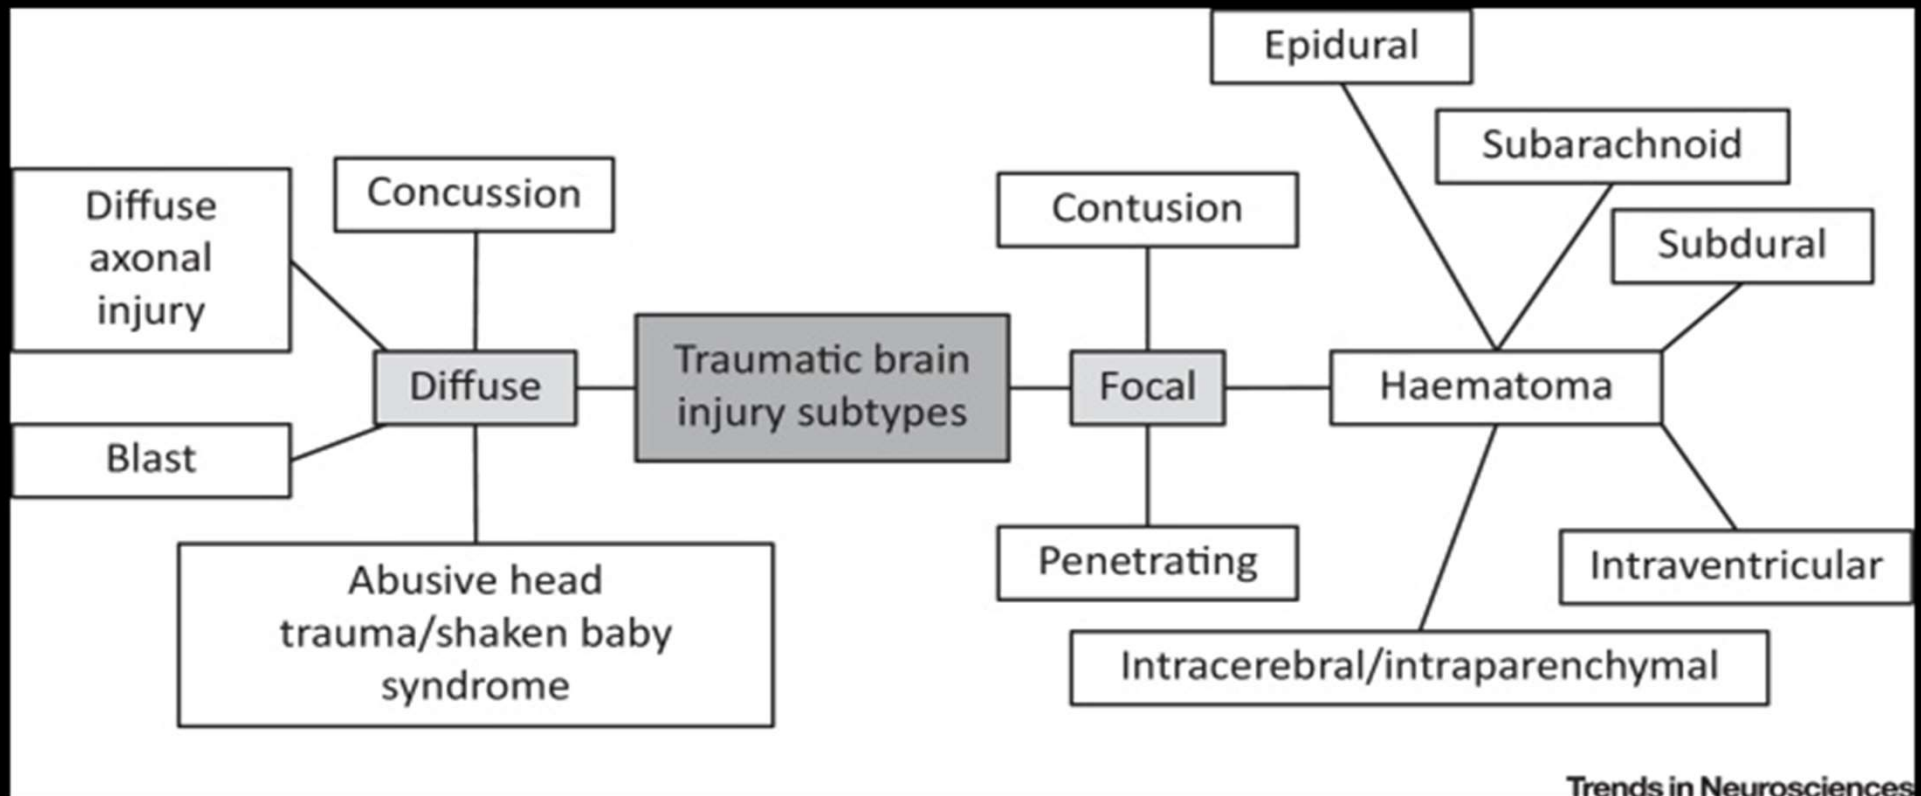 Epidural
Subarachnoid
Subdural
Contusion
Concussion
Diffuse
axonal
injury
Diffuse
Traumatic brain
injury subtypes
Focal
Haematoma
Blast
Penetrating
Intraventricular
Abusive head
trauma/shaken baby
syndrome
Intracerebral/intraparenchymal
Trends in Neurosciences